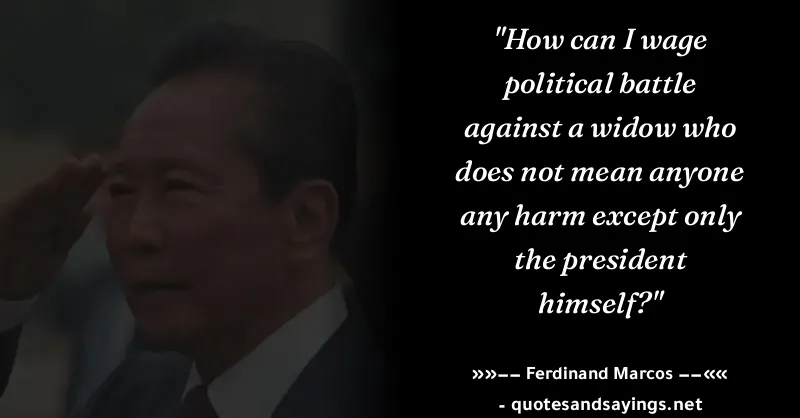 "How can I wage
political battle
against a widow who
does not mean anyone
any harm except only
the president
himself?"
»»–– Ferdinand Marcos ––««
- quotesandsayings.net